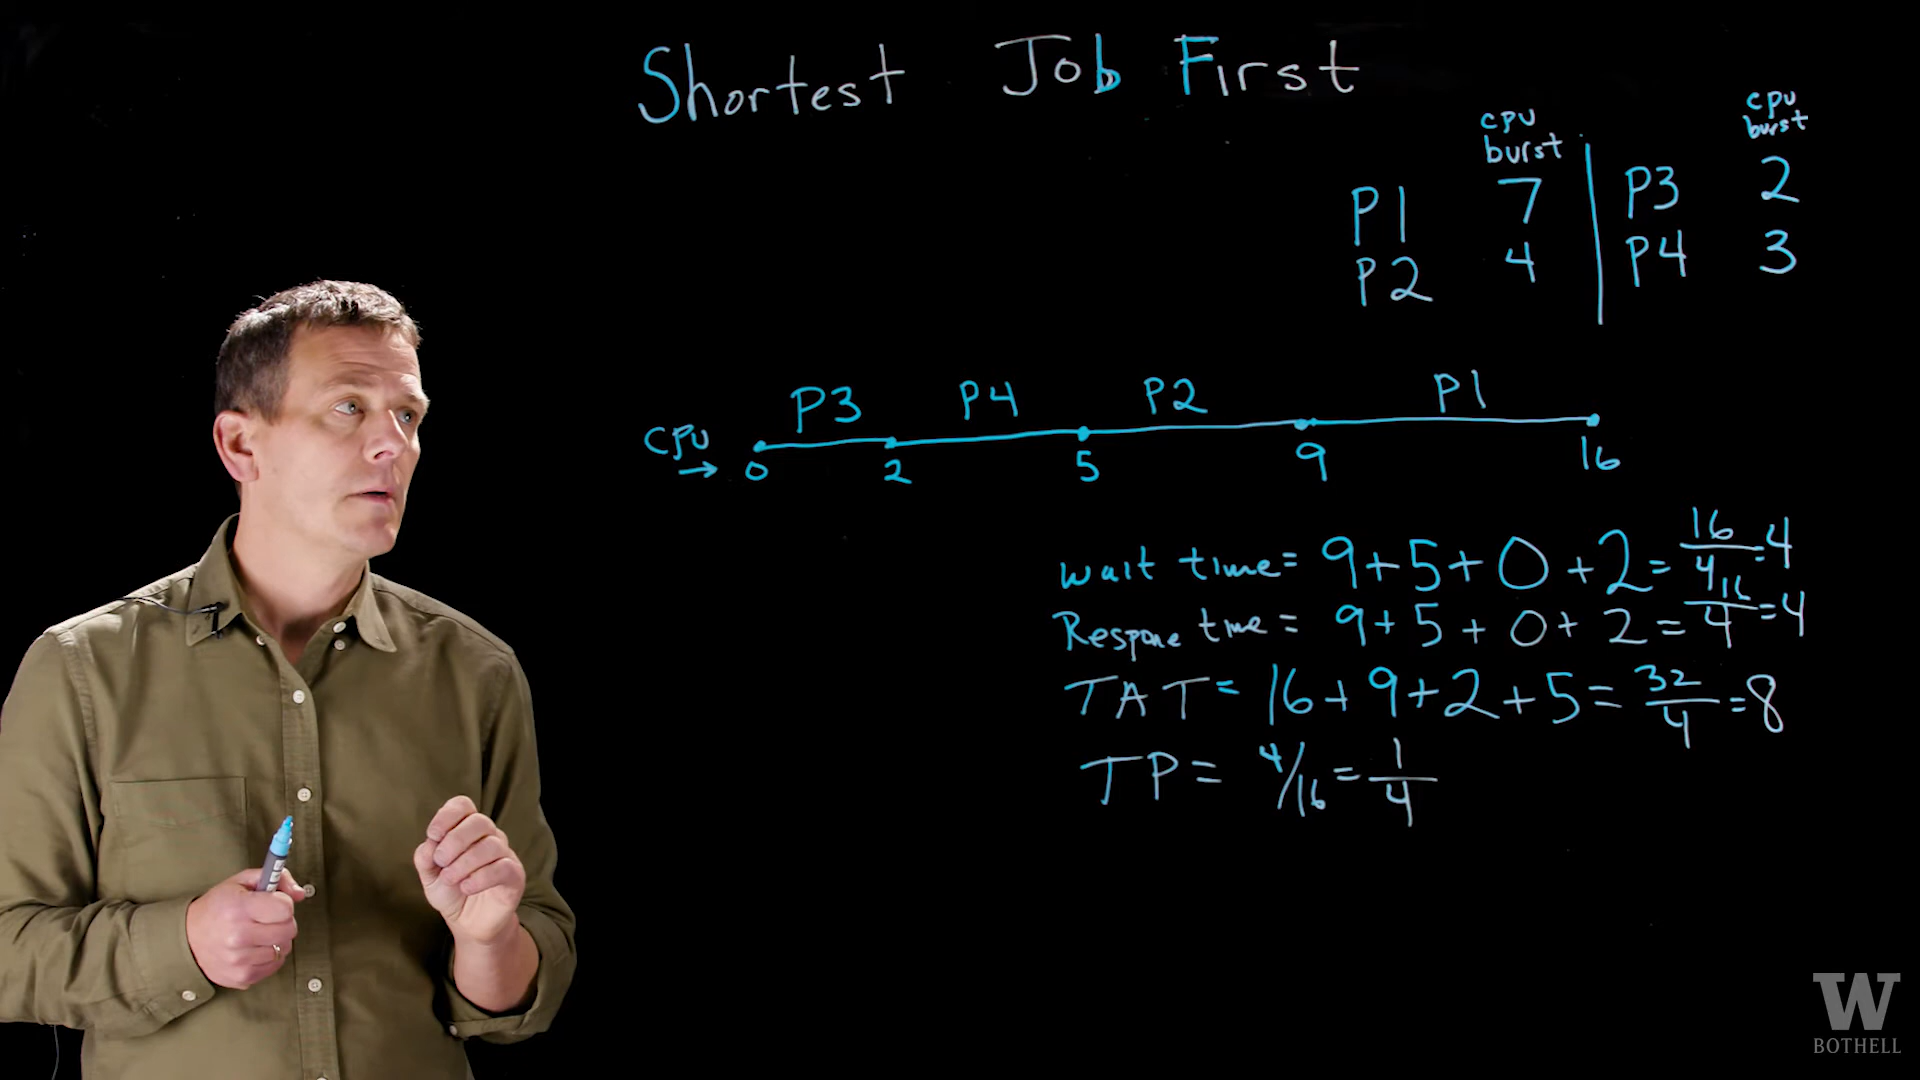 Shortest Job First
cpu burst cpu burst
P1 7 P3 2
P2 4 P4 3
P3 P4 P2 P1
CPU → 0 2 5 9 16
wait time = 9+5+0+2 = 16/4 = 4
Response time = 9+5+0+2 = 16/4 = 4
TAT = 16+9+2+5 = 32/4 = 8
TP = 4/16 = 1/4
W
BOTHELL